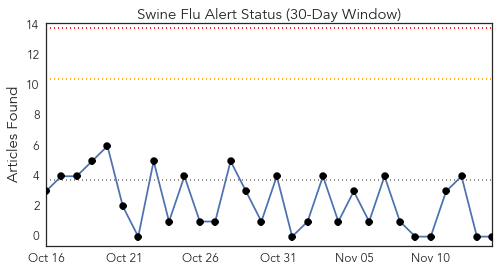 Swine Flu Alert Status (30-Day Window)
Articles Found
14
12
10
8
6
4
2
0
Oct 16
Oct 21
Oct 26
Oct 31
Nov 05
Nov 10